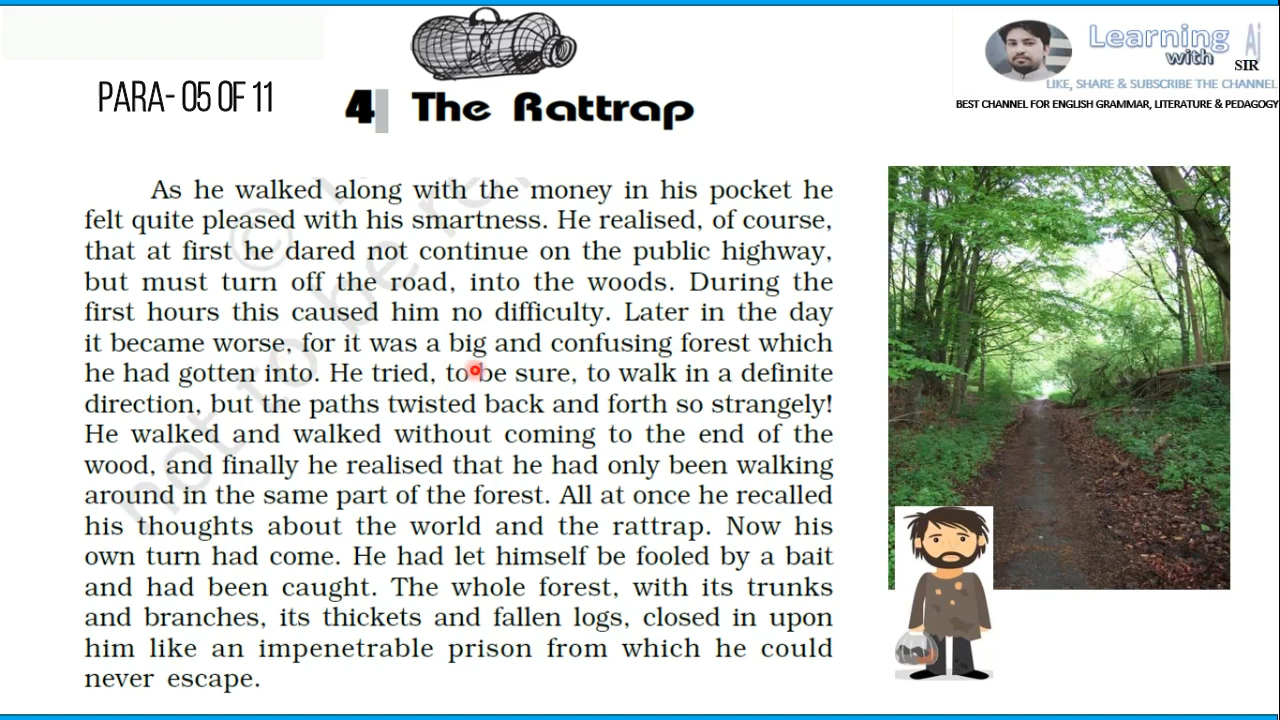 PARA- 05 OF 11
4 The Rattrap
Learning
with
Aj
SIR
LIKE, SHARE & SUBSCRIBE THE CHANNEL
BEST CHANNEL FOR ENGLISH GRAMMAR, LITERATURE & PEDAGOGY
As he walked along with the money in his pocket he
felt quite pleased with his smartness. He realised, of course,
that at first he dared not continue on the public highway,
but must turn off the road, into the woods. During the
first hours this caused him no difficulty. Later in the day
it became worse, for it was a big and confusing forest which
he had gotten into. He tried, to be sure, to walk in a definite
direction, but the paths twisted back and forth so strangely!
He walked and walked without coming to the end of the
wood, and finally he realised that he had only been walking
around in the same part of the forest. All at once he recalled
his thoughts about the world and the rattrap. Now his
own turn had come. He had let himself be fooled by a bait
and had been caught. The whole forest, with its trunks
and branches, its thickets and fallen logs, closed in upon
him like an impenetrable prison from which he could
never escape.
not to be re